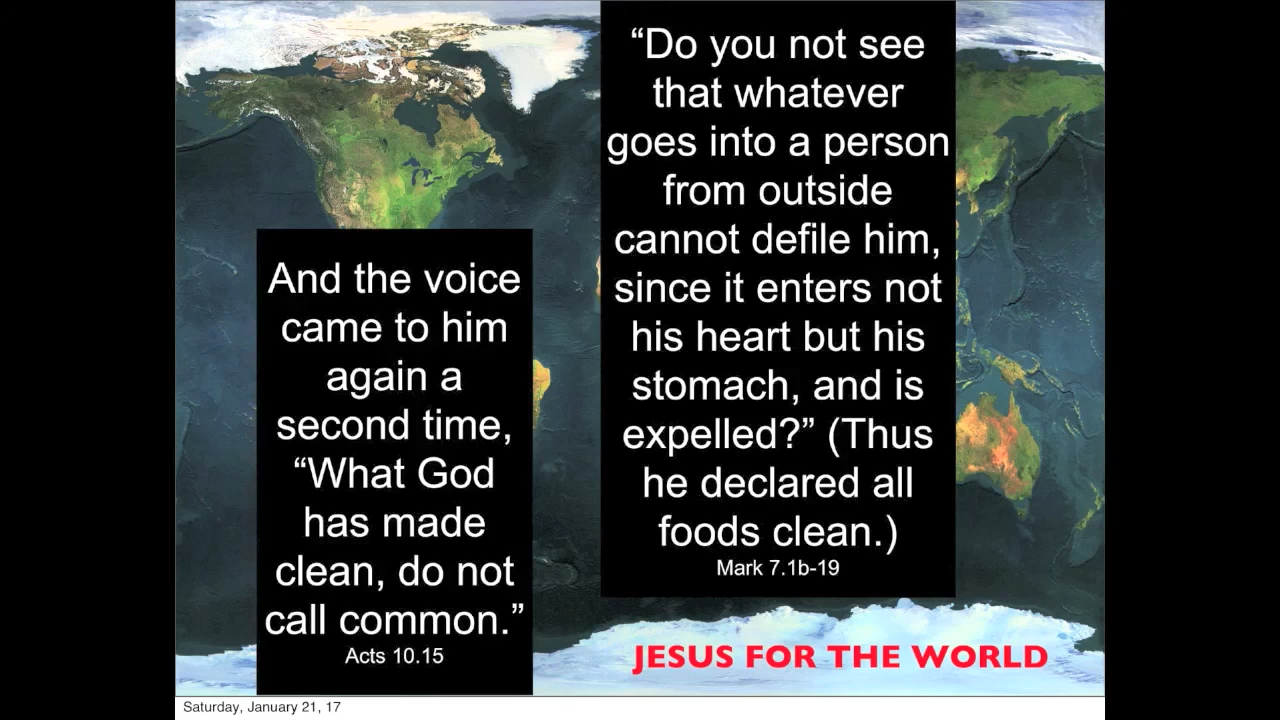 And the voice
came to him
again a
second time,
“What God
has made
clean, do not
call common.”
Acts 10.15
“Do you not see
that whatever
goes into a person
from outside
cannot defile him,
since it enters not
his heart but his
stomach, and is
expelled?” (Thus
he declared all
foods clean.)
Mark 7.1b-19
JESUS FOR THE WORLD
Saturday, January 21, 17